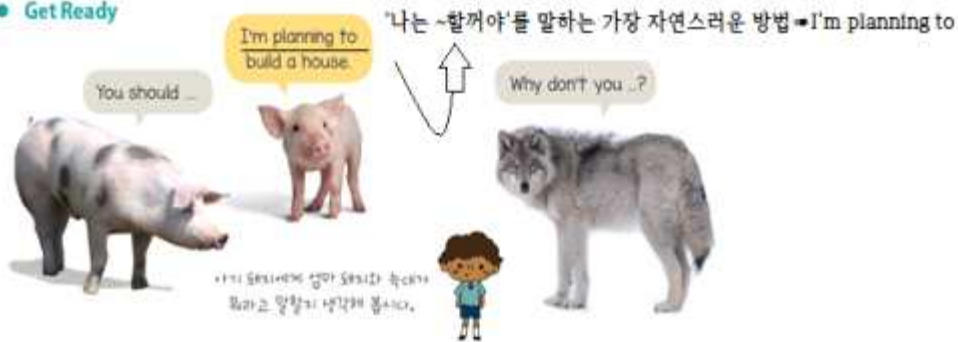 Get Ready
"나는 ~할꺼야'를 말하는 가장 자연스러운 방법➨I'm planning to
I'm planning to
build a house.
You should ...
Why don't you ..?
아기 돼지에게 엄마 돼지와 늑대가
뭐라고 말할지 생각해 봅시다.